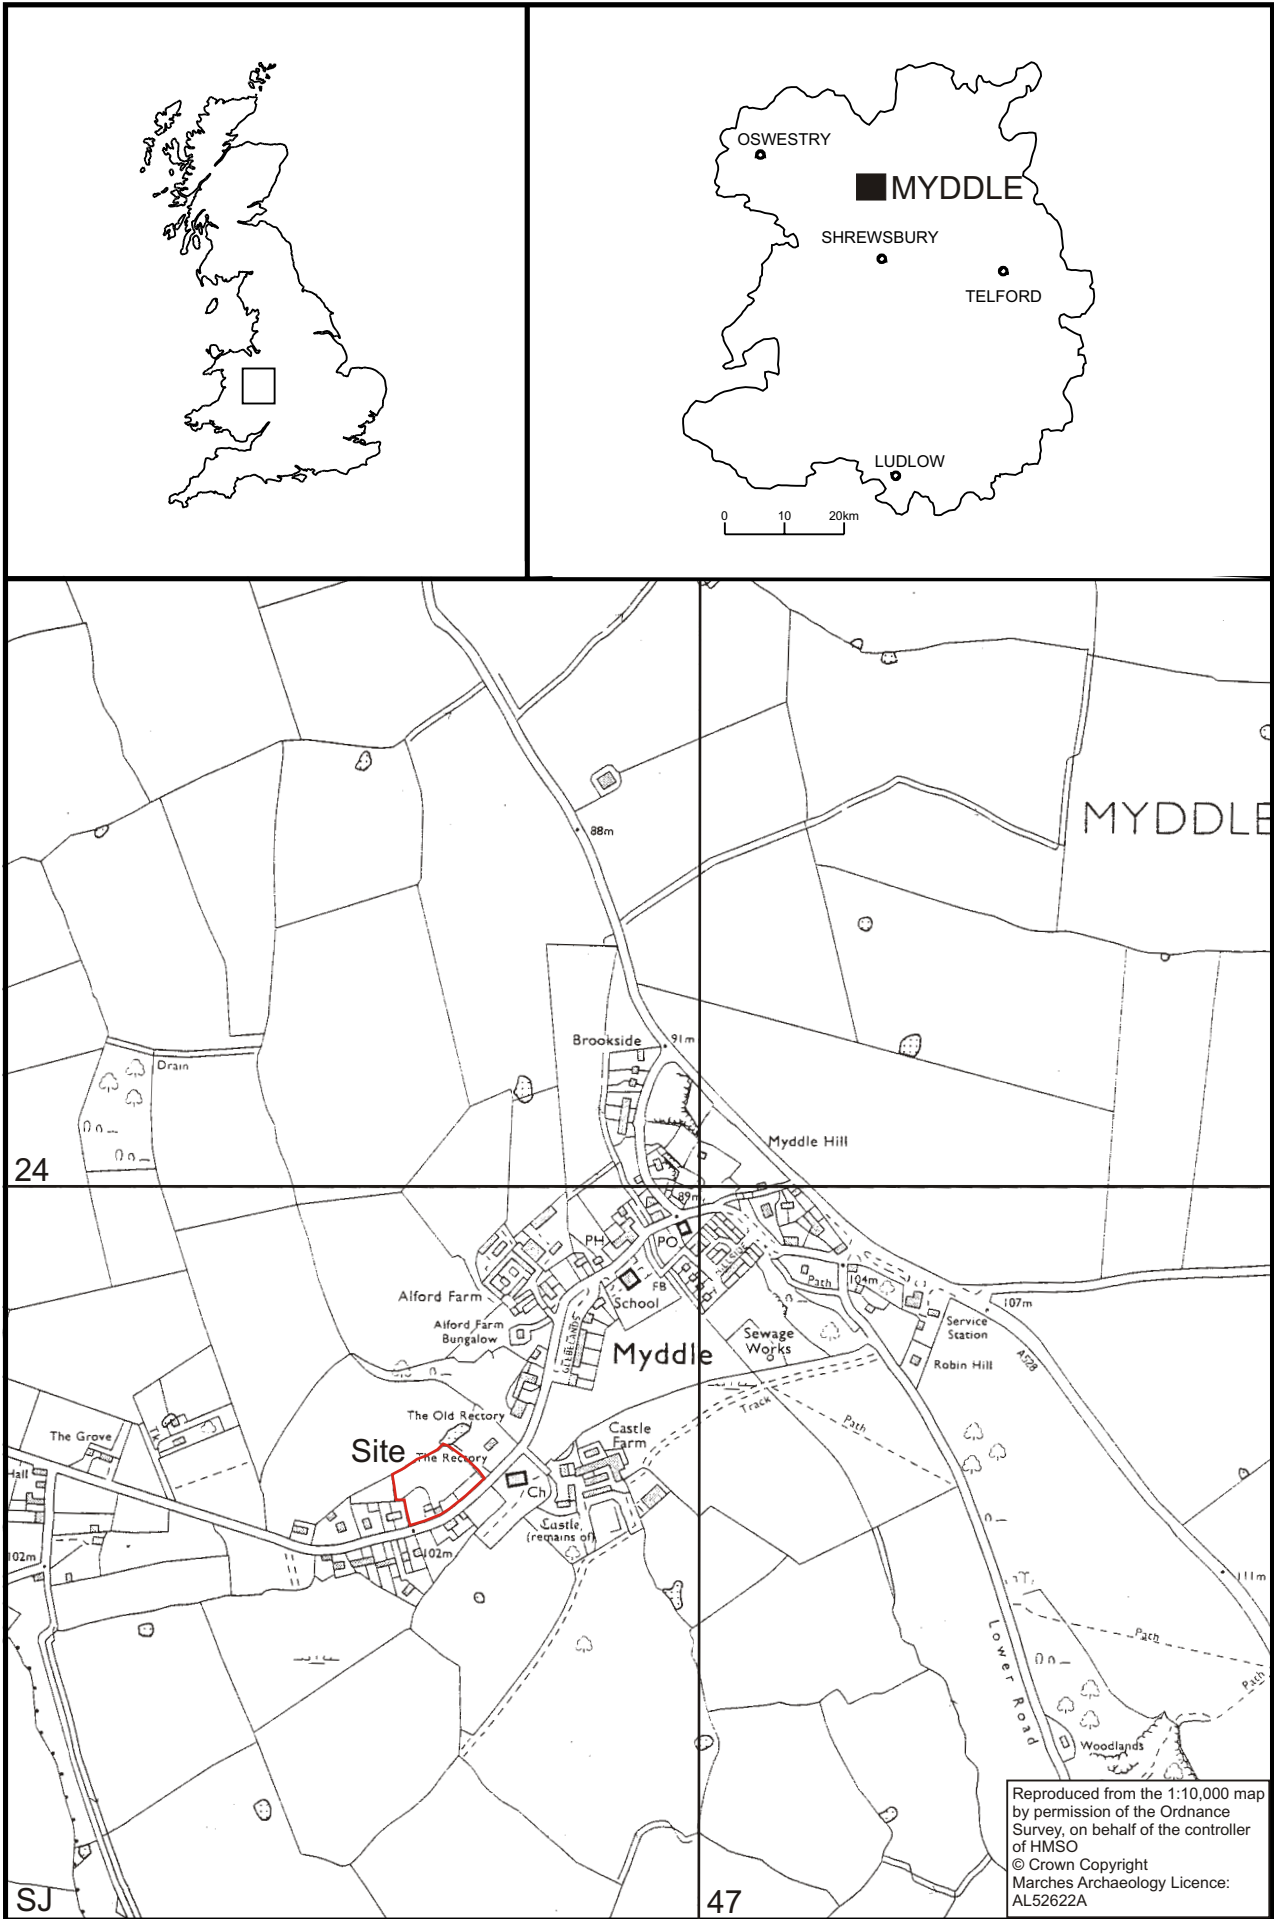 OSWESTRY
MYDDLE
SHREWSBURY
TELFORD
LUDLOW
0 10 20km
MYDDLE
88m
Brookside
91m
Drain
Myddle Hill
24
89m
PH
PO
Path
104m
FB
School
107m
Alford Farm
GLEBELANDS
Service
Station
Alford Farm
Bungalow
Sewage
Works
Myddle
A528
Robin Hill
Track
Path
The Old Rectory
Castle
Farm
The Grove
Site
The Rectory
Hall
Ch
Castle
(remains of)
102m
102m
111m
Path
Path
Lower Road
Woodlands
Reproduced from the 1:10,000 map
by permission of the Ordnance
Survey, on behalf of the controller
of HMSO
© Crown Copyright
Marches Archaeology Licence:
AL52622A
SJ
47